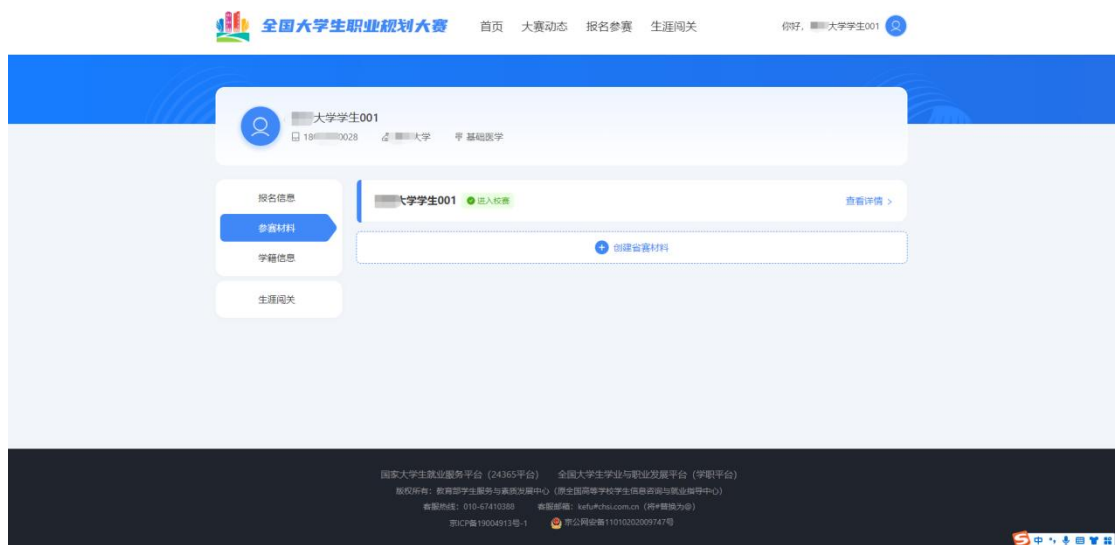 全国大学生职业规划大赛 首页 大赛动态 报名参赛 生涯闯关 你好, 大学学生001
大学学生001
18 0028 大学 基础医学
报名信息
参赛材料
学籍信息
生涯闯关
大学学生001 进入校赛 查看详情 >
创建省赛材料
国家大学生就业服务平台（24365平台） 全国大学生学业与职业发展平台（学职平台）
版权所有：教育部学生服务与素质发展中心（原全国高等学校学生信息咨询与就业指导中心）
客服热线：010-67410388 客服邮箱：kefu#chsi.com.cn（将#替换为@）
京ICP备19004913号-1 京公网安备11010202009747号
中